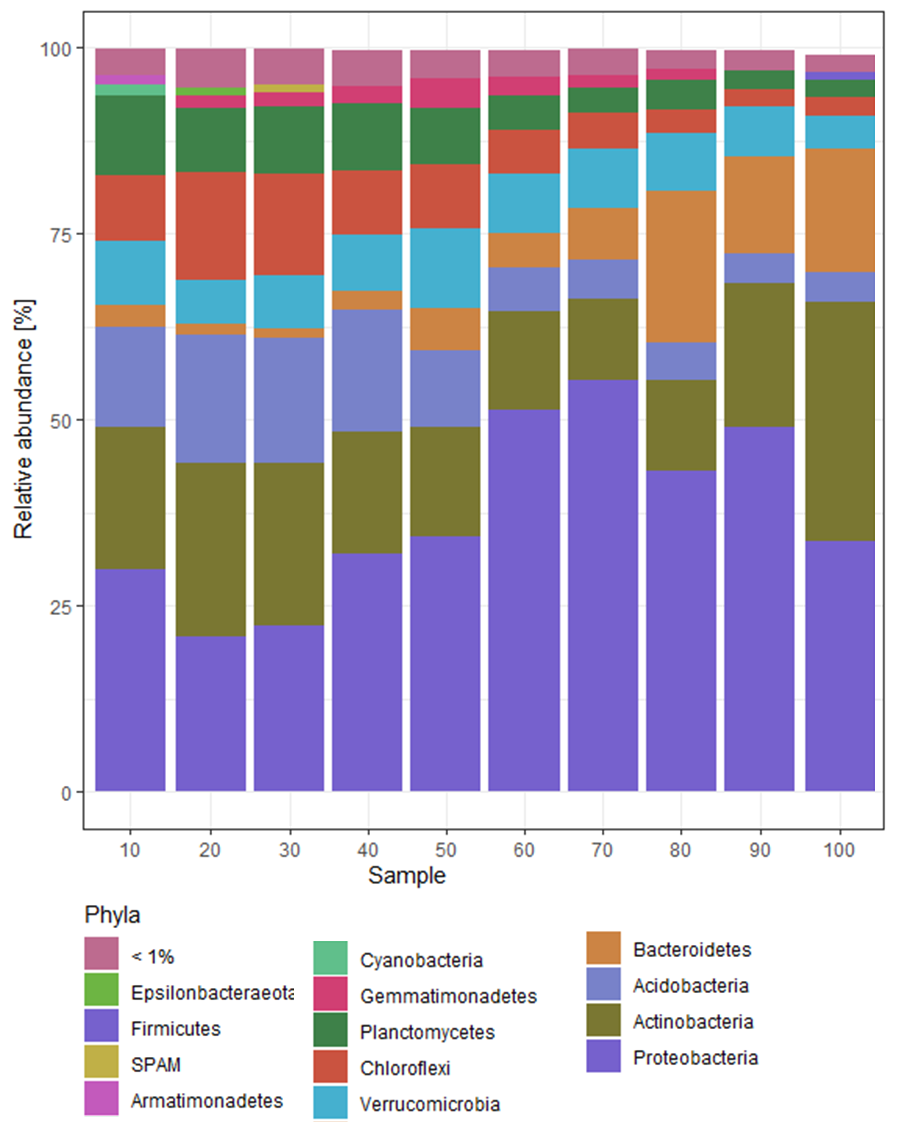 100
75
50
25
0
Relative abundance [%]
10 20 30 40 50 60 70 80 90 100
Sample
Phyla
< 1%
Epsilonbacteraeota
Firmicutes
SPAM
Armatimonadetes
Cyanobacteria
Gemmatimonadetes
Planctomycetes
Chloroflexi
Verrucomicrobia
Bacteroidetes
Acidobacteria
Actinobacteria
Proteobacteria